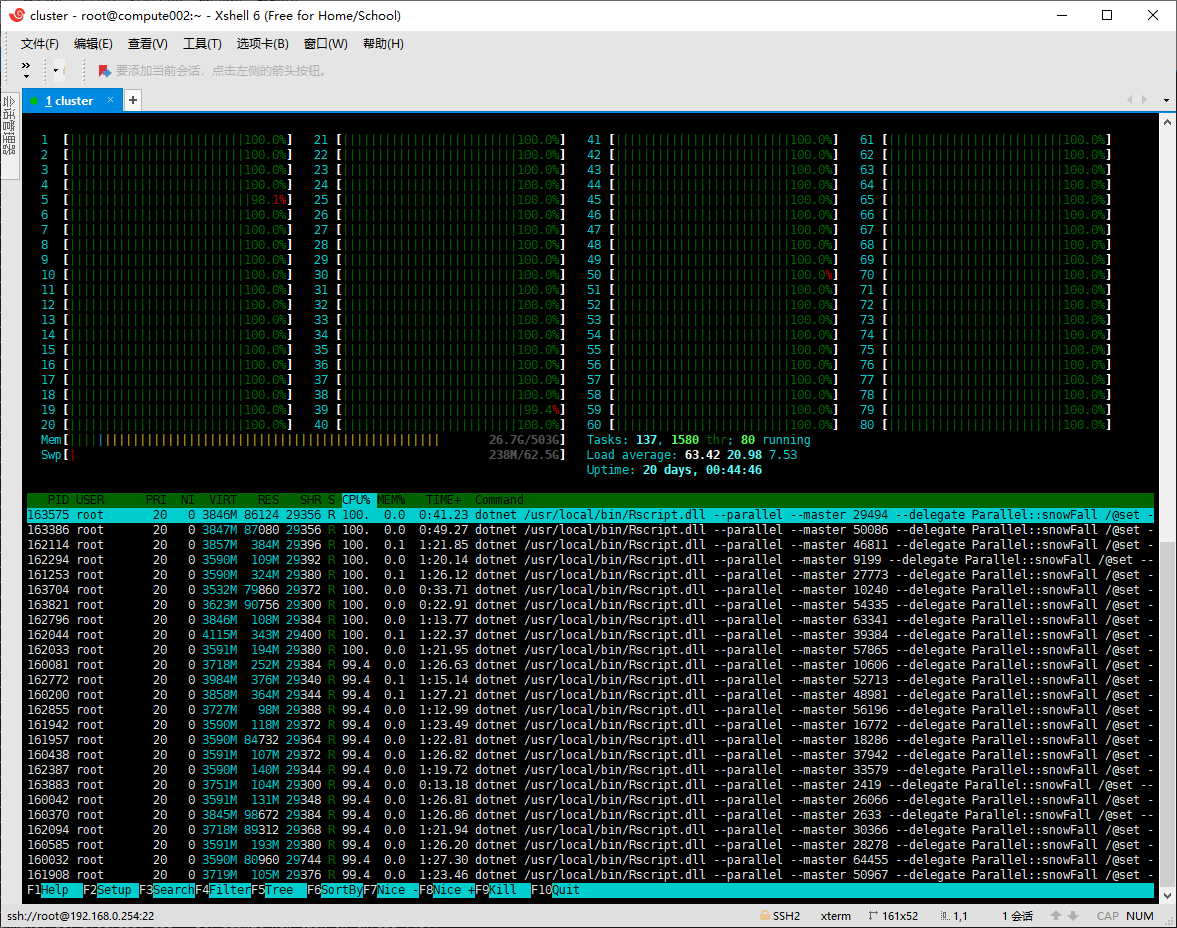 cluster - root@compute002:~ - Xshell 6 (Free for Home/School)
文件(F) 编辑(E) 查看(V) 工具(T) 选项卡(B) 窗口(W) 帮助(H)
要添加当前会话，点击左侧的箭头按钮。
会话管理器
1 cluster × +
1 [100.0%] 21 [100.0%] 41 [100.0%] 61 [100.0%]
2 [100.0%] 22 [100.0%] 42 [100.0%] 62 [100.0%]
3 [100.0%] 23 [100.0%] 43 [100.0%] 63 [100.0%]
4 [100.0%] 24 [100.0%] 44 [100.0%] 64 [100.0%]
5 [98.1%] 25 [100.0%] 45 [100.0%] 65 [100.0%]
6 [100.0%] 26 [100.0%] 46 [100.0%] 66 [100.0%]
7 [100.0%] 27 [100.0%] 47 [100.0%] 67 [100.0%]
8 [100.0%] 28 [100.0%] 48 [100.0%] 68 [100.0%]
9 [100.0%] 29 [100.0%] 49 [100.0%] 69 [100.0%]
10 [100.0%] 30 [100.0%] 50 [100.0%] 70 [100.0%]
11 [100.0%] 31 [100.0%] 51 [100.0%] 71 [100.0%]
12 [100.0%] 32 [100.0%] 52 [100.0%] 72 [100.0%]
13 [100.0%] 33 [100.0%] 53 [100.0%] 73 [100.0%]
14 [100.0%] 34 [100.0%] 54 [100.0%] 74 [100.0%]
15 [100.0%] 35 [100.0%] 55 [100.0%] 75 [100.0%]
16 [100.0%] 36 [100.0%] 56 [100.0%] 76 [100.0%]
17 [100.0%] 37 [100.0%] 57 [100.0%] 77 [100.0%]
18 [100.0%] 38 [100.0%] 58 [100.0%] 78 [100.0%]
19 [100.0%] 39 [99.4%] 59 [100.0%] 79 [100.0%]
20 [100.0%] 40 [100.0%] 60 [100.0%] 80 [100.0%]
Mem[26.7G/503G] Tasks: 137, 1580 thr; 80 running
Swp[238M/62.5G] Load average: 63.42 20.98 7.53
Uptime: 20 days, 00:44:46
PID USER PRI NI VIRT RES SHR S CPU% MEM% TIME+ Command
163575 root 20 0 3846M 86124 29356 R 100. 0.0 0:41.23 dotnet /usr/local/bin/Rscript.dll --parallel --master 29494 --delegate Parallel::snowFall /@set -
163386 root 20 0 3847M 87080 29356 R 100. 0.0 0:49.27 dotnet /usr/local/bin/Rscript.dll --parallel --master 50086 --delegate Parallel::snowFall /@set -
162114 root 20 0 3857M 384M 29396 R 100. 0.1 1:21.85 dotnet /usr/local/bin/Rscript.dll --parallel --master 46811 --delegate Parallel::snowFall /@set -
162294 root 20 0 3590M 109M 29392 R 100. 0.0 1:20.14 dotnet /usr/local/bin/Rscript.dll --parallel --master 9199 --delegate Parallel::snowFall /@set --
161253 root 20 0 3590M 324M 29380 R 100. 0.1 1:26.12 dotnet /usr/local/bin/Rscript.dll --parallel --master 27773 --delegate Parallel::snowFall /@set -
163704 root 20 0 3532M 79860 29372 R 100. 0.0 0:33.71 dotnet /usr/local/bin/Rscript.dll --parallel --master 10240 --delegate Parallel::snowFall /@set -
163821 root 20 0 3623M 90756 29300 R 100. 0.0 0:22.91 dotnet /usr/local/bin/Rscript.dll --parallel --master 54335 --delegate Parallel::snowFall /@set -
162796 root 20 0 3846M 108M 29384 R 100. 0.0 1:13.77 dotnet /usr/local/bin/Rscript.dll --parallel --master 63341 --delegate Parallel::snowFall /@set -
162044 root 20 0 4115M 343M 29400 R 100. 0.1 1:22.37 dotnet /usr/local/bin/Rscript.dll --parallel --master 39384 --delegate Parallel::snowFall /@set -
162033 root 20 0 3591M 194M 29380 R 100. 0.0 1:21.95 dotnet /usr/local/bin/Rscript.dll --parallel --master 57865 --delegate Parallel::snowFall /@set -
160081 root 20 0 3718M 252M 29384 R 99.4 0.0 1:26.63 dotnet /usr/local/bin/Rscript.dll --parallel --master 10606 --delegate Parallel::snowFall /@set -
162772 root 20 0 3984M 376M 29340 R 99.4 0.1 1:15.14 dotnet /usr/local/bin/Rscript.dll --parallel --master 52713 --delegate Parallel::snowFall /@set -
160200 root 20 0 3858M 364M 29344 R 99.4 0.1 1:27.21 dotnet /usr/local/bin/Rscript.dll --parallel --master 48981 --delegate Parallel::snowFall /@set -
162855 root 20 0 3727M 98M 29388 R 99.4 0.0 1:12.99 dotnet /usr/local/bin/Rscript.dll --parallel --master 56196 --delegate Parallel::snowFall /@set -
161942 root 20 0 3590M 118M 29372 R 99.4 0.0 1:23.49 dotnet /usr/local/bin/Rscript.dll --parallel --master 16772 --delegate Parallel::snowFall /@set -
161957 root 20 0 3590M 84732 29364 R 99.4 0.0 1:22.81 dotnet /usr/local/bin/Rscript.dll --parallel --master 18286 --delegate Parallel::snowFall /@set -
160438 root 20 0 3591M 107M 29372 R 99.4 0.0 1:26.82 dotnet /usr/local/bin/Rscript.dll --parallel --master 37942 --delegate Parallel::snowFall /@set -
162387 root 20 0 3590M 140M 29344 R 99.4 0.0 1:19.72 dotnet /usr/local/bin/Rscript.dll --parallel --master 33579 --delegate Parallel::snowFall /@set -
163883 root 20 0 3751M 104M 29300 R 99.4 0.0 0:13.18 dotnet /usr/local/bin/Rscript.dll --parallel --master 2419 --delegate Parallel::snowFall /@set --
160042 root 20 0 3591M 131M 29348 R 99.4 0.0 1:26.81 dotnet /usr/local/bin/Rscript.dll --parallel --master 26066 --delegate Parallel::snowFall /@set -
160370 root 20 0 3845M 98672 29384 R 99.4 0.0 1:26.86 dotnet /usr/local/bin/Rscript.dll --parallel --master 2633 --delegate Parallel::snowFall /@set --
162094 root 20 0 3718M 89312 29368 R 99.4 0.0 1:21.94 dotnet /usr/local/bin/Rscript.dll --parallel --master 30366 --delegate Parallel::snowFall /@set -
160585 root 20 0 3591M 193M 29380 R 99.4 0.0 1:26.20 dotnet /usr/local/bin/Rscript.dll --parallel --master 28278 --delegate Parallel::snowFall /@set -
160032 root 20 0 3590M 80960 29744 R 99.4 0.0 1:27.30 dotnet /usr/local/bin/Rscript.dll --parallel --master 64455 --delegate Parallel::snowFall /@set -
161908 root 20 0 3719M 105M 29376 R 99.4 0.0 1:23.46 dotnet /usr/local/bin/Rscript.dll --parallel --master 50967 --delegate Parallel::snowFall /@set -
F1Help F2Setup F3SearchF4FilterF5Tree F6SortByF7Nice -F8Nice +F9Kill F10Quit
ssh://root@192.168.0.254:22 SSH2 xterm 161x52 1,1 1 会话 CAP NUM